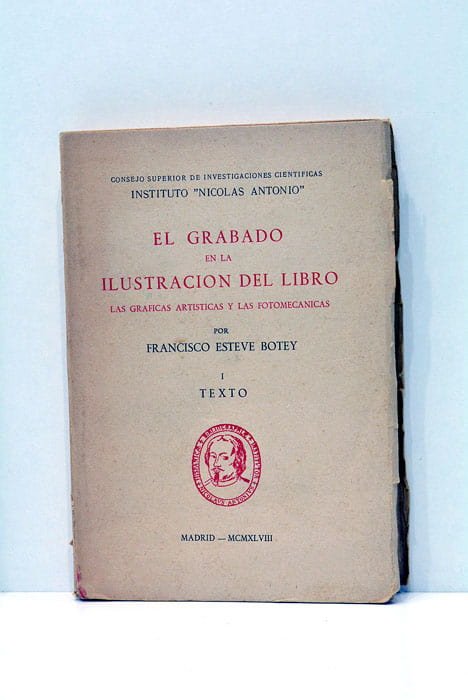 CONSEJO SUPERIOR DE INVESTIGACIONES CIENTIFICAS
INSTITUTO "NICOLAS ANTONIO"
EL GRABADO
EN LA
ILUSTRACION DEL LIBRO
LAS GRAFICAS ARTISTICAS Y LAS FOTOMECANICAS
POR
FRANCISCO ESTEVE BOTEY
I
TEXTO
MADRID — MCMXLVIII